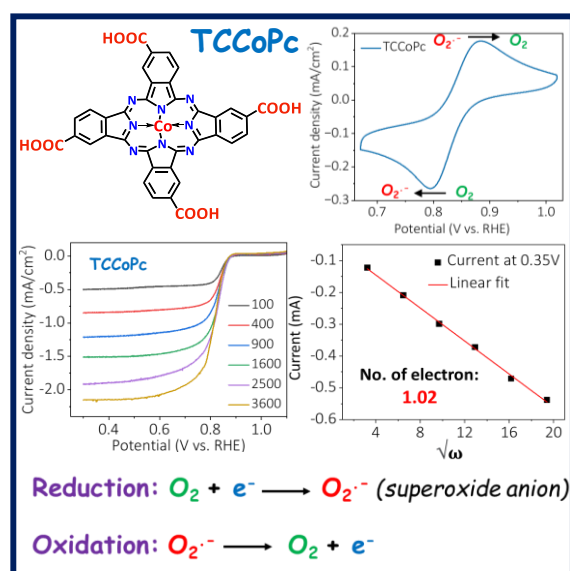 TCCoPc
HOOC
COOH
HOOC
COOH
N
N
N
N
Co
N
N
N
N
TCCoPc
O₂·⁻ → O₂
O₂·⁻ ← O₂
Current density (mA/cm²)
0.2
0.1
0.0
−0.1
−0.2
−0.3
0.7 0.8 0.9 1.0
Potential (V vs. RHE)
TCCoPc
Current density (mA/cm²)
0.0
-0.5
-1.0
-1.5
-2.0
100
400
900
1600
2500
3600
0.4 0.6 0.8 1.0
Potential (V vs. RHE)
Current at 0.35V
Linear fit
No. of electron:
1.02
Current (mA)
-0.1
-0.2
-0.3
-0.4
-0.5
-0.6
4 8 12 16 20
√ω
Reduction: O₂ + e⁻ → O₂·⁻ (superoxide anion)
Oxidation: O₂·⁻ → O₂ + e⁻